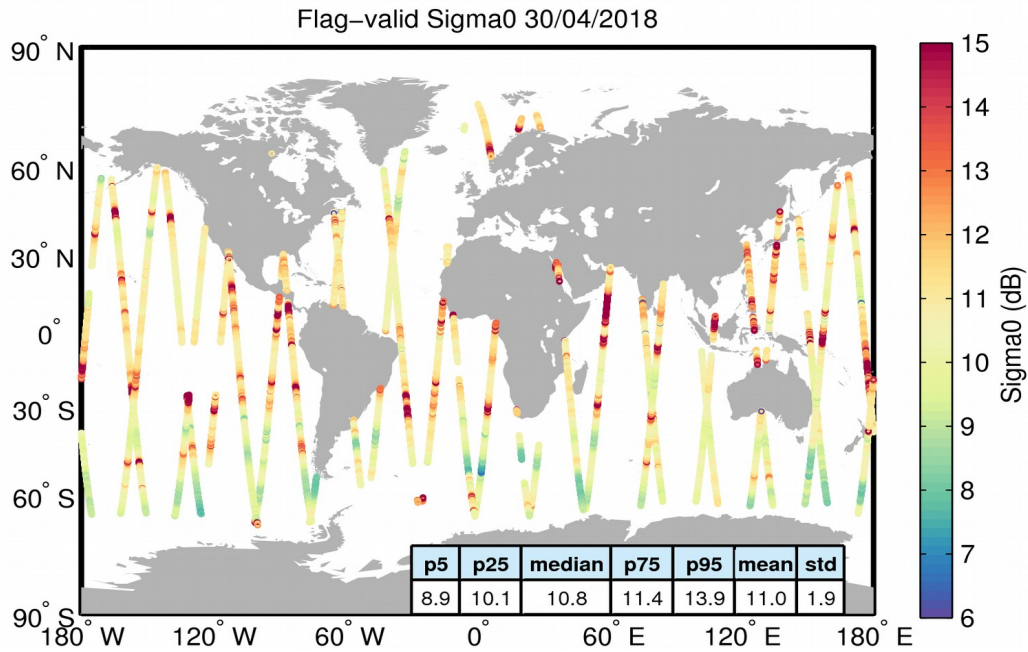 Flag−valid Sigma0 30/04/2018
90° N
60° N
30° N
0°
30° S
60° S
90° S
180° W
120° W
60° W
0°
60° E
120° E
180° E
p5 p25 median p75 p95 mean std
8.9 10.1 10.8 11.4 13.9 11.0 1.9
15
14
13
12
11
10
9
8
7
6
Sigma0 (dB)